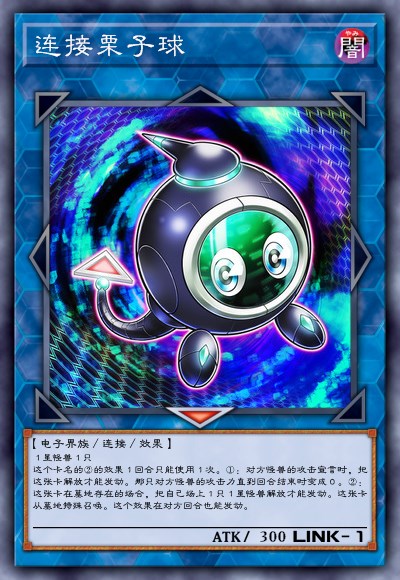 连接栗子球
やみ
闇
【电子界族／连接／效果】
1星怪兽1只
这个卡名的②的效果1回合只能使用1次。①：对方怪兽的攻击宣言时，把
这张卡解放才能发动。那只对方怪兽的攻击力直到回合结束时变成0。②：
这张卡在墓地存在的场合，把自己场上1只1星怪兽解放才能发动。这张卡
从墓地特殊召唤。这个效果在对方回合也能发动。
ATK/ 300 LINK-1